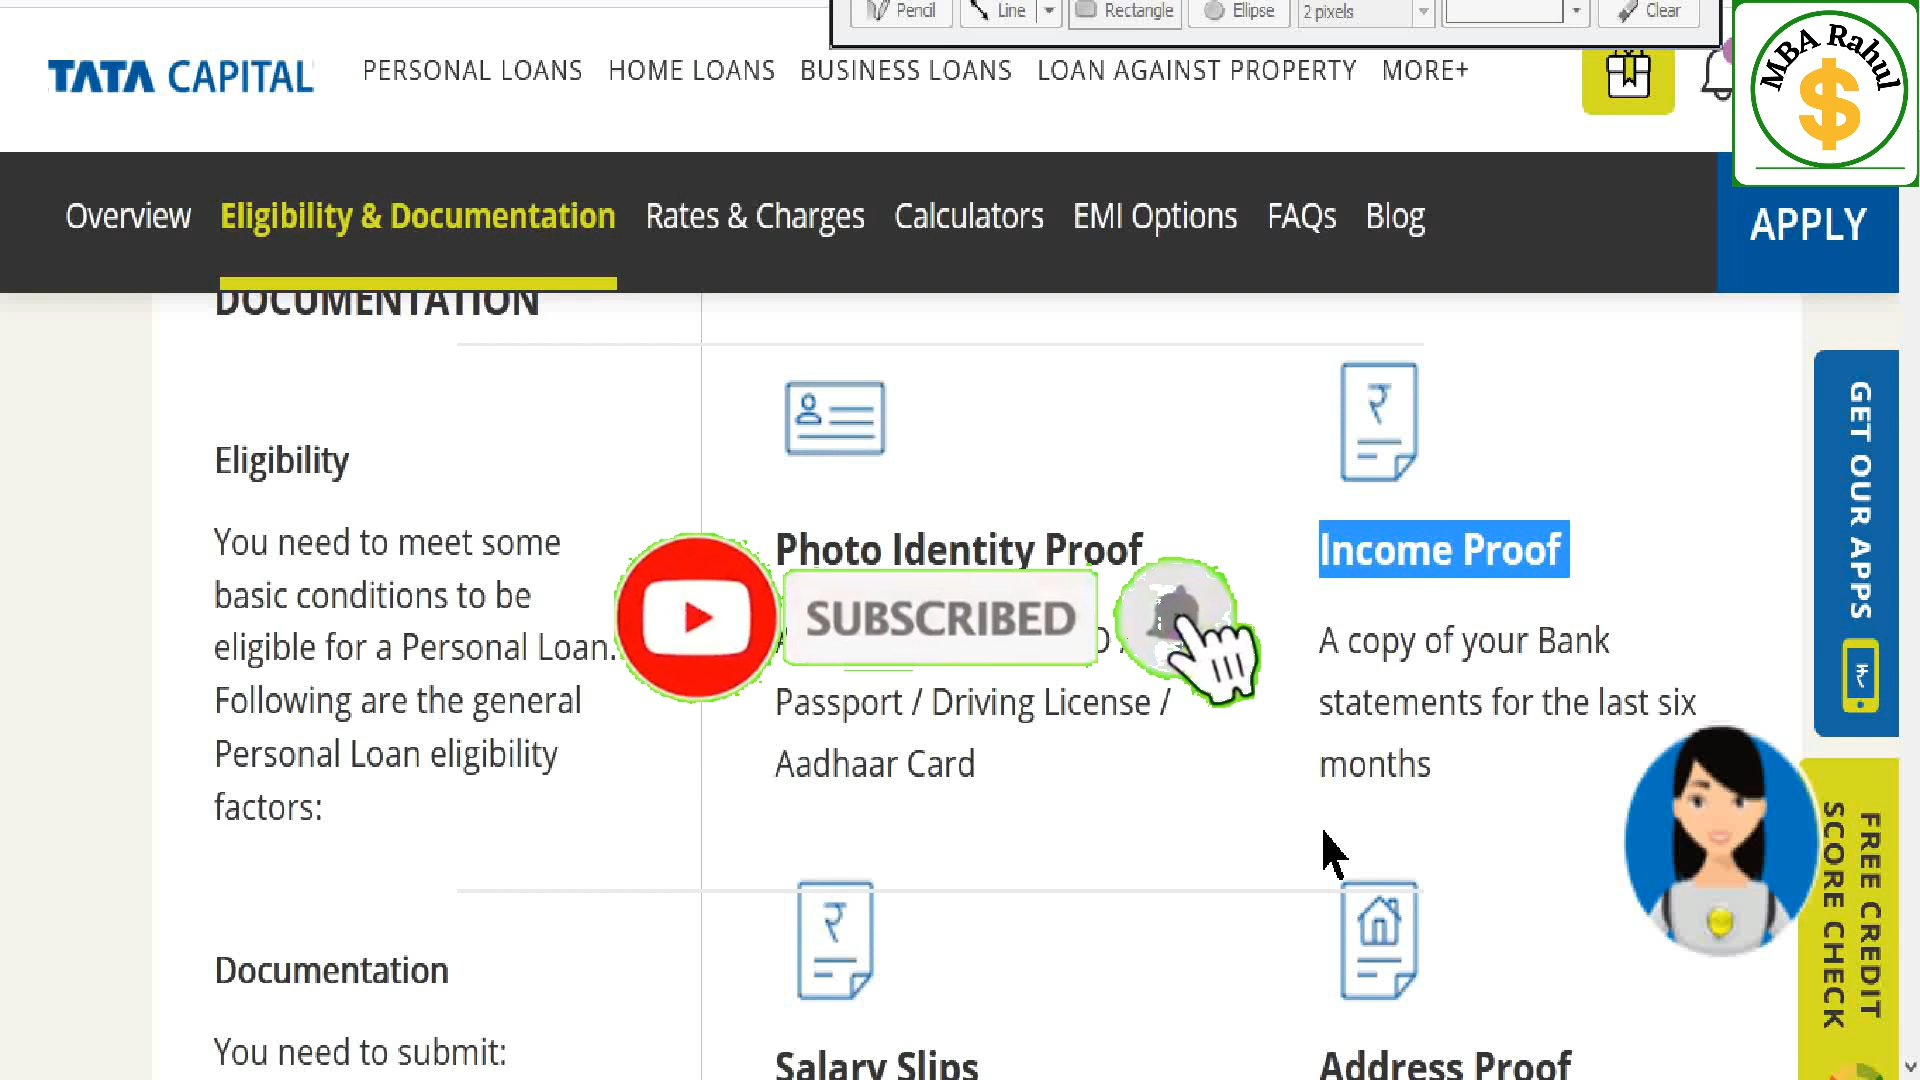 Pencil
Line
Rectangle
Ellipse
2 pixels
Clear
MBA Rahul
$
TATA CAPITAL
PERSONAL LOANS
HOME LOANS
BUSINESS LOANS
LOAN AGAINST PROPERTY
MORE+
Overview
Eligibility & Documentation
Rates & Charges
Calculators
EMI Options
FAQs
Blog
APPLY
DOCUMENTATION
Eligibility
You need to meet some
basic conditions to be
eligible for a Personal Loan.
Following are the general
Personal Loan eligibility
factors:
Documentation
You need to submit:
Photo Identity Proof
SUBSCRIBED
Passport / Driving License /
Aadhaar Card
₹
Income Proof
A copy of your Bank
statements for the last six
months
₹
Salary Slips
Address Proof
GET OUR APPS
FREE CREDIT
SCORE CHECK